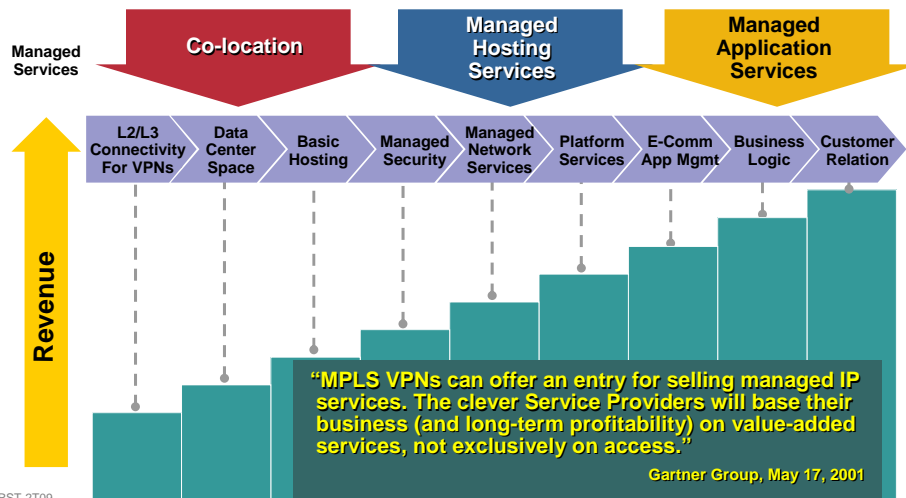 Managed
Services
Co-location
Managed
Hosting
Services
Managed
Application
Services
L2/L3
Connectivity
For VPNs
Data
Center
Space
Basic
Hosting
Managed
Security
Managed
Network
Services
Platform
Services
E-Comm
App Mgmt
Business
Logic
Customer
Relation
Revenue
“MPLS VPNs can offer an entry for selling managed IP
services. The clever Service Providers will base their
business (and long-term profitability) on value-added
services, not exclusively on access.”
Gartner Group, May 17, 2001